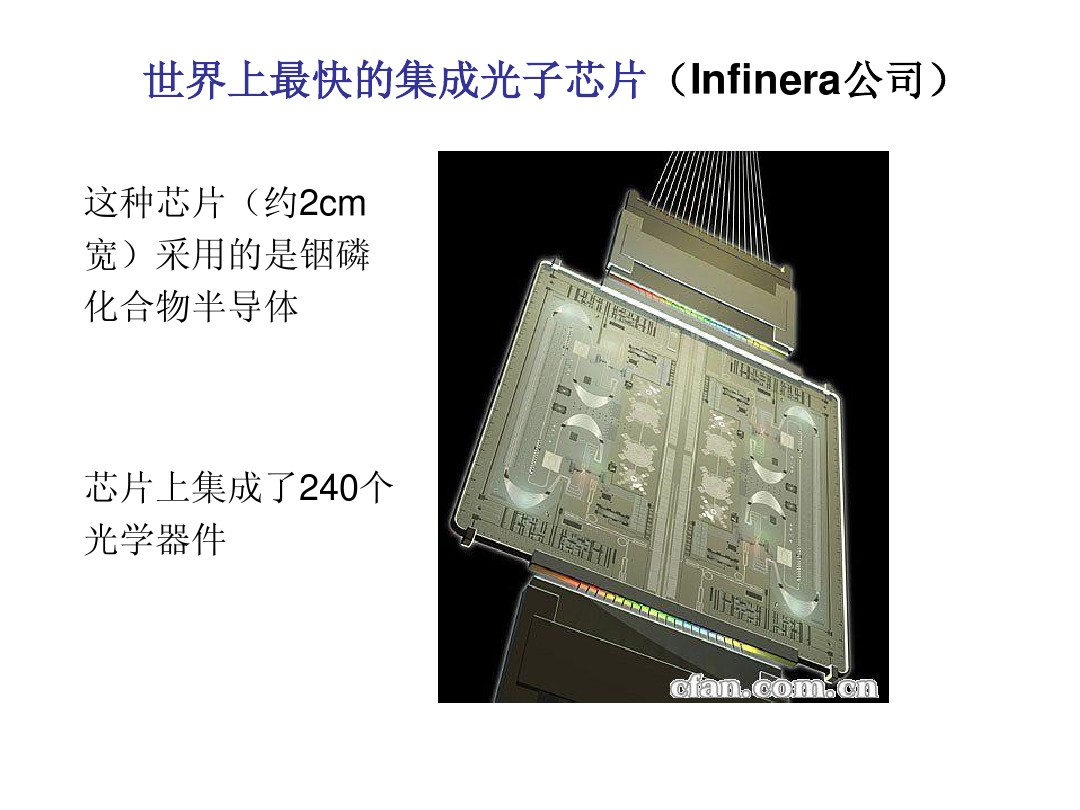 世界上最快的集成光子芯片（Infinera公司）
这种芯片（约2cm
宽）采用的是铟磷
化合物半导体
芯片上集成了240个
光学器件
cfan.com.cn